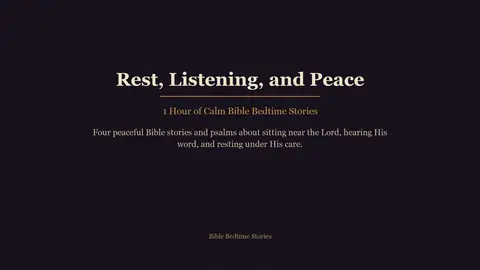 Rest, Listening, and Peace
1 Hour of Calm Bible Bedtime Stories
Four peaceful Bible stories and psalms about sitting near the Lord, hearing His
word, and resting under His care.
Bible Bedtime Stories